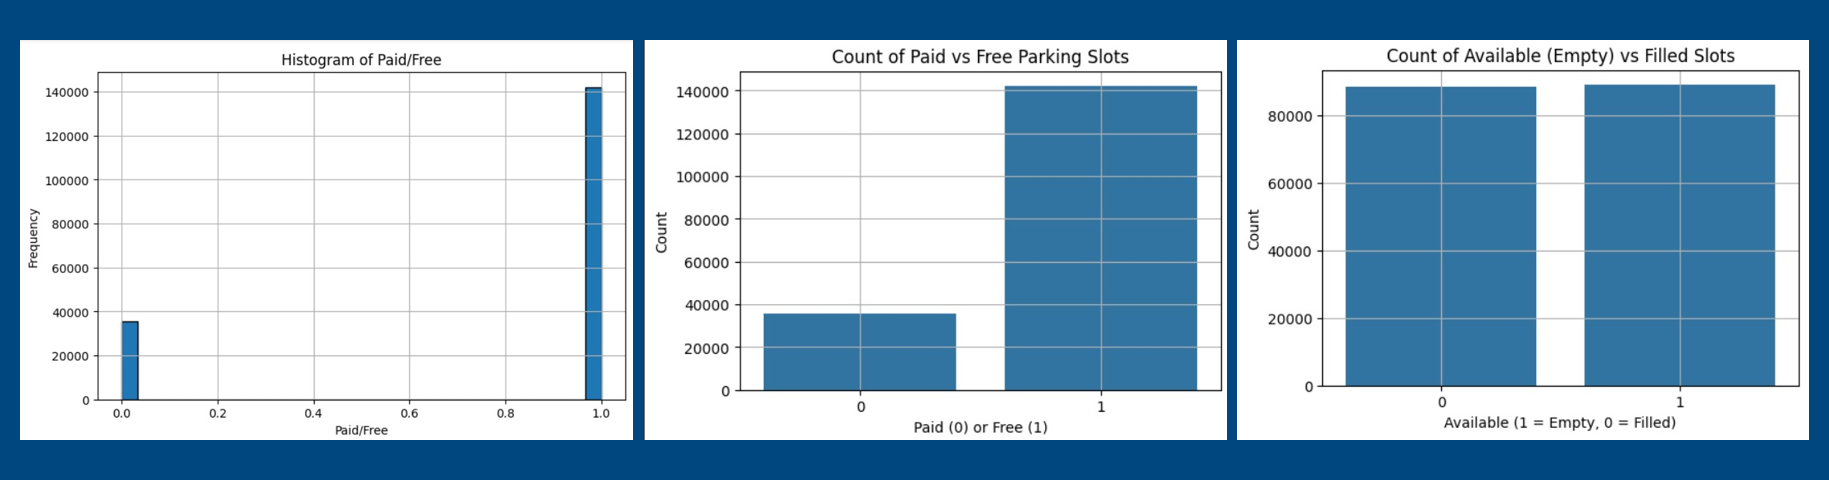 Histogram of Paid/Free
140000
120000
100000
80000
60000
40000
20000
0
Frequency
0.0 0.2 0.4 0.6 0.8 1.0
Paid/Free
Count of Paid vs Free Parking Slots
140000
120000
100000
80000
60000
40000
20000
0
Count
0 1
Paid (0) or Free (1)
Count of Available (Empty) vs Filled Slots
80000
60000
40000
20000
0
Count
0 1
Available (1 = Empty, 0 = Filled)